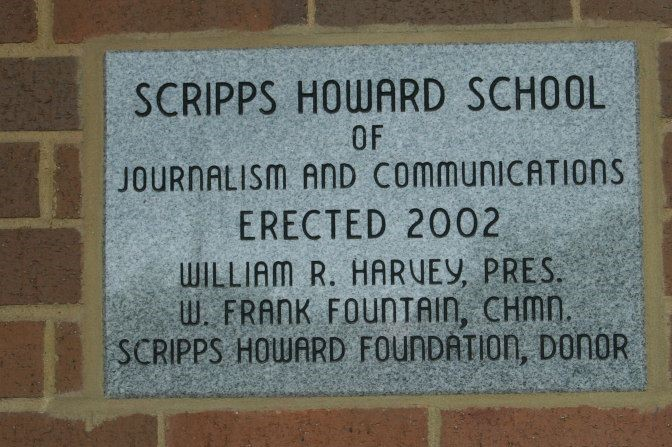 SCRIPPS HOWARD SCHOOL
OF
JOURNALISM AND COMMUNICATIONS
ERECTED 2002
WILLIAM R. HARVEY, PRES.
W. FRANK FOUNTAIN, CHMN.
SCRIPPS HOWARD FOUNDATION, DONOR